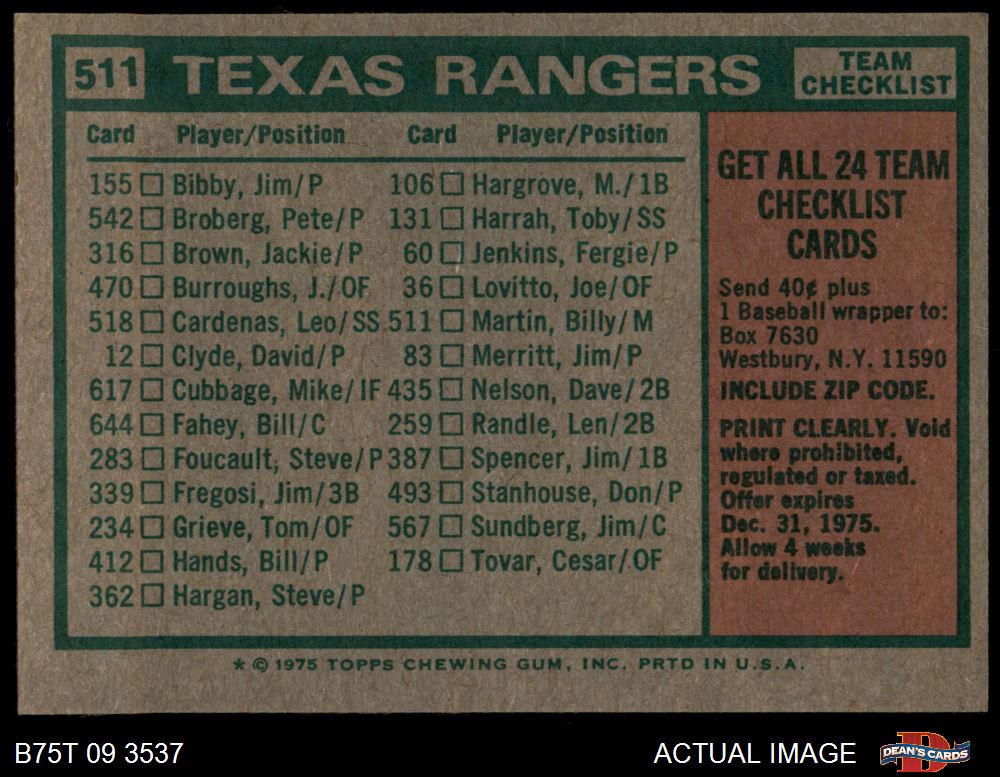 511 TEXAS RANGERS TEAM CHECKLIST
Card Player/Position Card Player/Position
155 □ Bibby, Jim/P 106 □ Hargrove, M./1B
542 □ Broberg, Pete/P 131 □ Harrah, Toby/SS
316 □ Brown, Jackie/P 60 □ Jenkins, Fergie/P
470 □ Burroughs, J./OF 36 □ Lovitto, Joe/OF
518 □ Cardenas, Leo/SS 511 □ Martin, Billy/M
12 □ Clyde, David/P 83 □ Merritt, Jim/P
617 □ Cubbage, Mike/IF 435 □ Nelson, Dave/2B
644 □ Fahey, Bill/C 259 □ Randle, Len/2B
283 □ Foucault, Steve/P 387 □ Spencer, Jim/1B
339 □ Fregosi, Jim/3B 493 □ Stanhouse, Don/P
234 □ Grieve, Tom/OF 567 □ Sundberg, Jim/C
412 □ Hands, Bill/P 178 □ Tovar, Cesar/OF
362 □ Hargan, Steve/P
GET ALL 24 TEAM
CHECKLIST
CARDS
Send 40¢ plus
1 Baseball wrapper to:
Box 7630
Westbury, N.Y. 11590
INCLUDE ZIP CODE.
PRINT CLEARLY. Void
where prohibited,
regulated or taxed.
Offer expires
Dec. 31, 1975.
Allow 4 weeks
for delivery.
* © 1975 TOPPS CHEWING GUM, INC. PRTD IN U.S.A.
B75T 09 3537 ACTUAL IMAGE DEAN'S CARDS